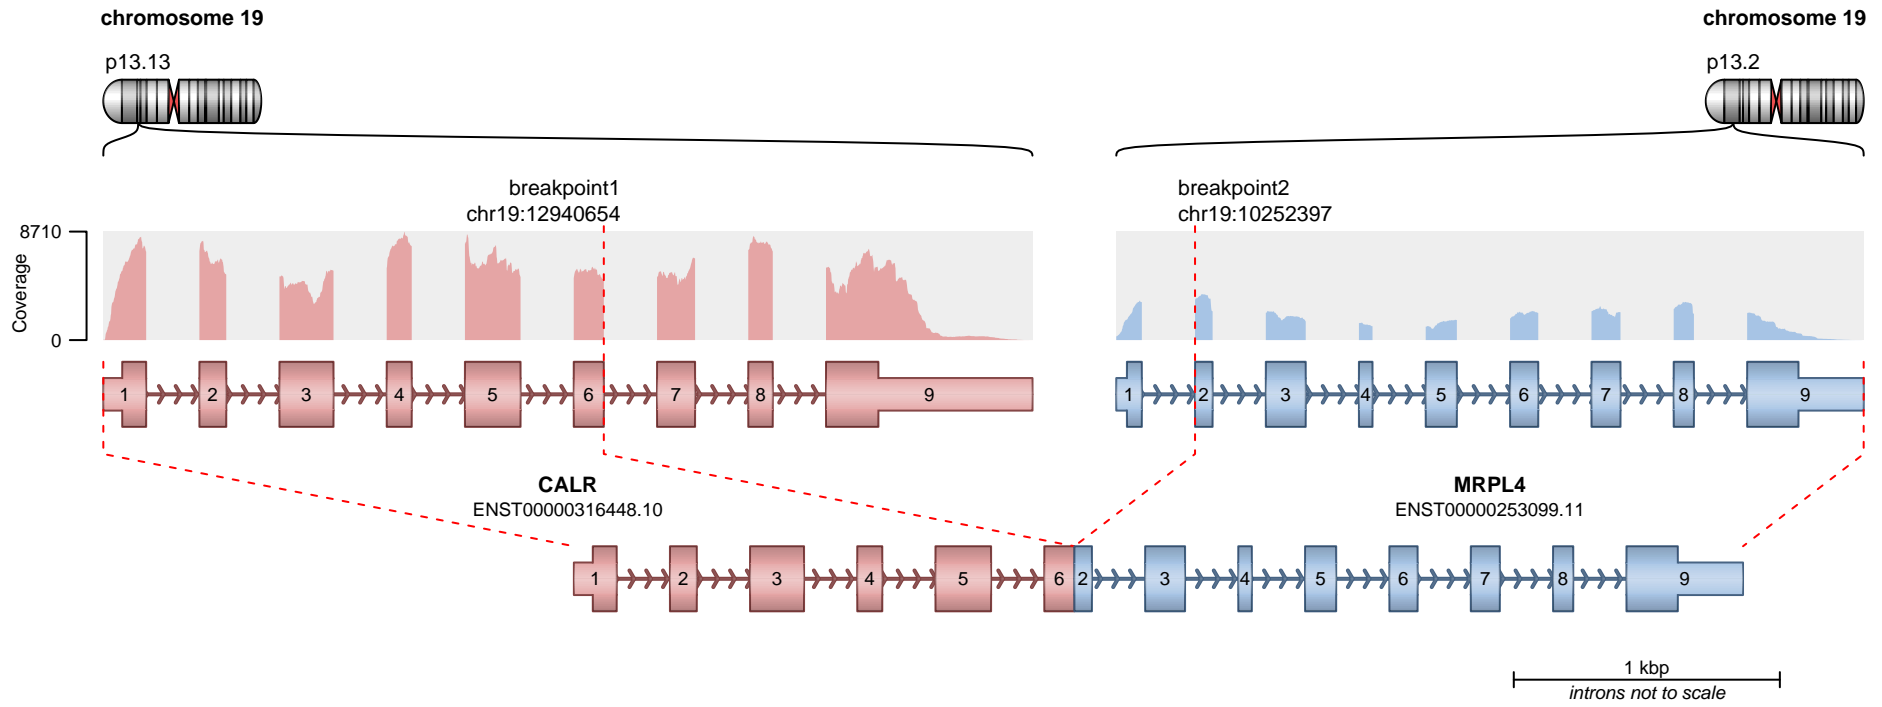 chromosome 19
chromosome 19
p13.13
p13.2
breakpoint1
chr19:12940654
breakpoint2
chr19:10252397
8710
Coverage
0
1 2 3 4 5 6 7 8 9
1 2 3 4 5 6 7 8 9
CALR
ENST00000316448.10
MRPL4
ENST00000253099.11
1 2 3 4 5 6 2 3 4 5 6 7 8 9
1 kbp
introns not to scale